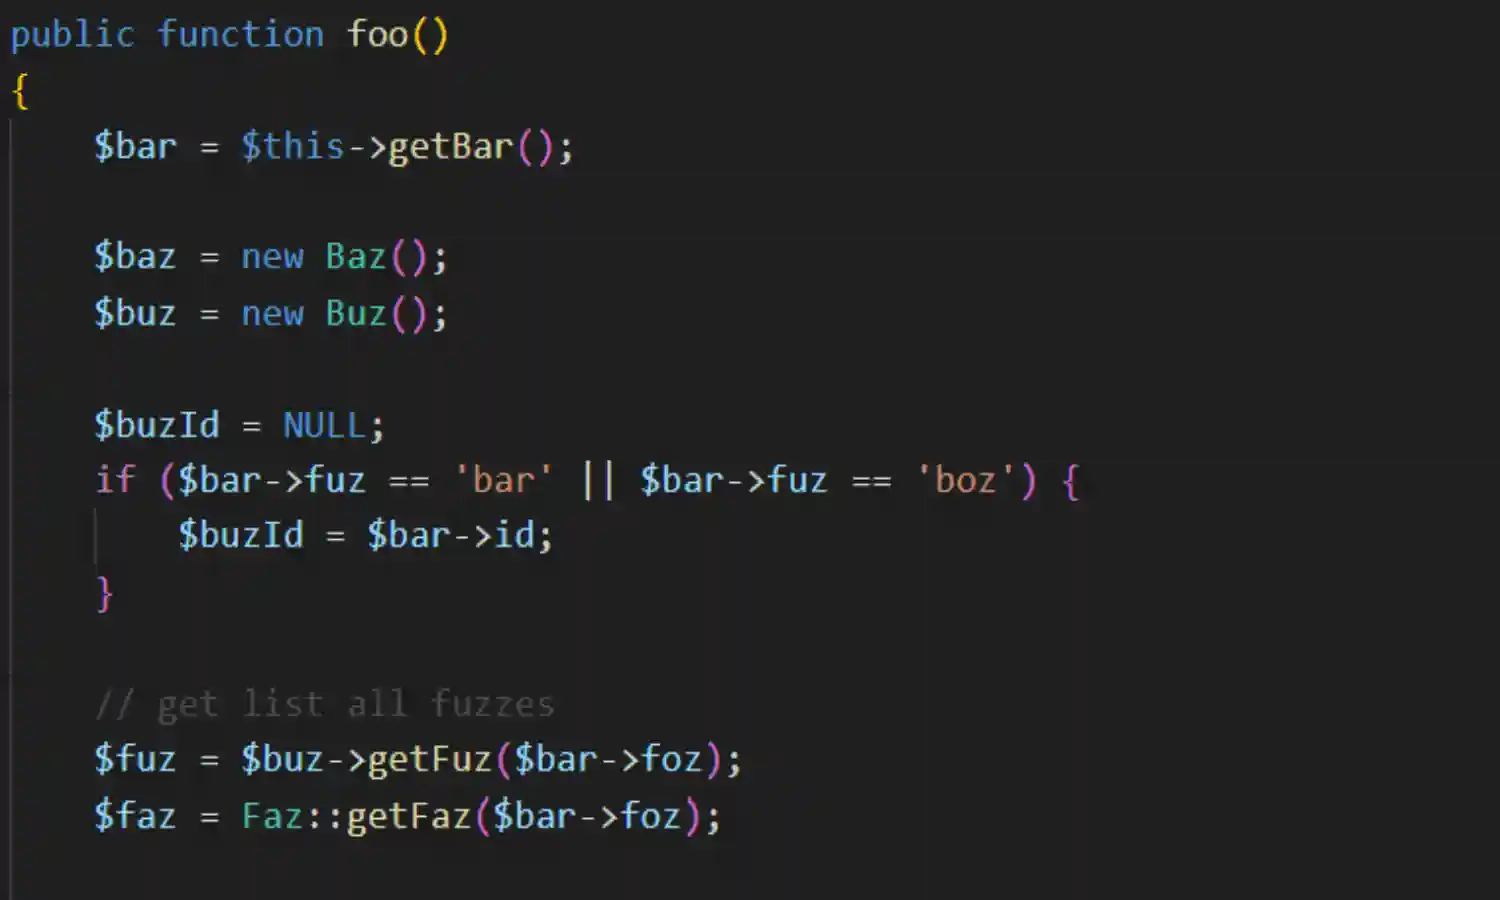 public function foo()
{
    $bar = $this->getBar();
    $baz = new Baz();
    $buz = new Buz();
    $buzId = NULL;
    if ($bar->fuz == 'bar' || $bar->fuz == 'boz') {
        $buzId = $bar->id;
    }
    // get list all fuzzes
    $fuz = $buz->getFuz($bar->foz);
    $faz = Faz::getFaz($bar->foz);